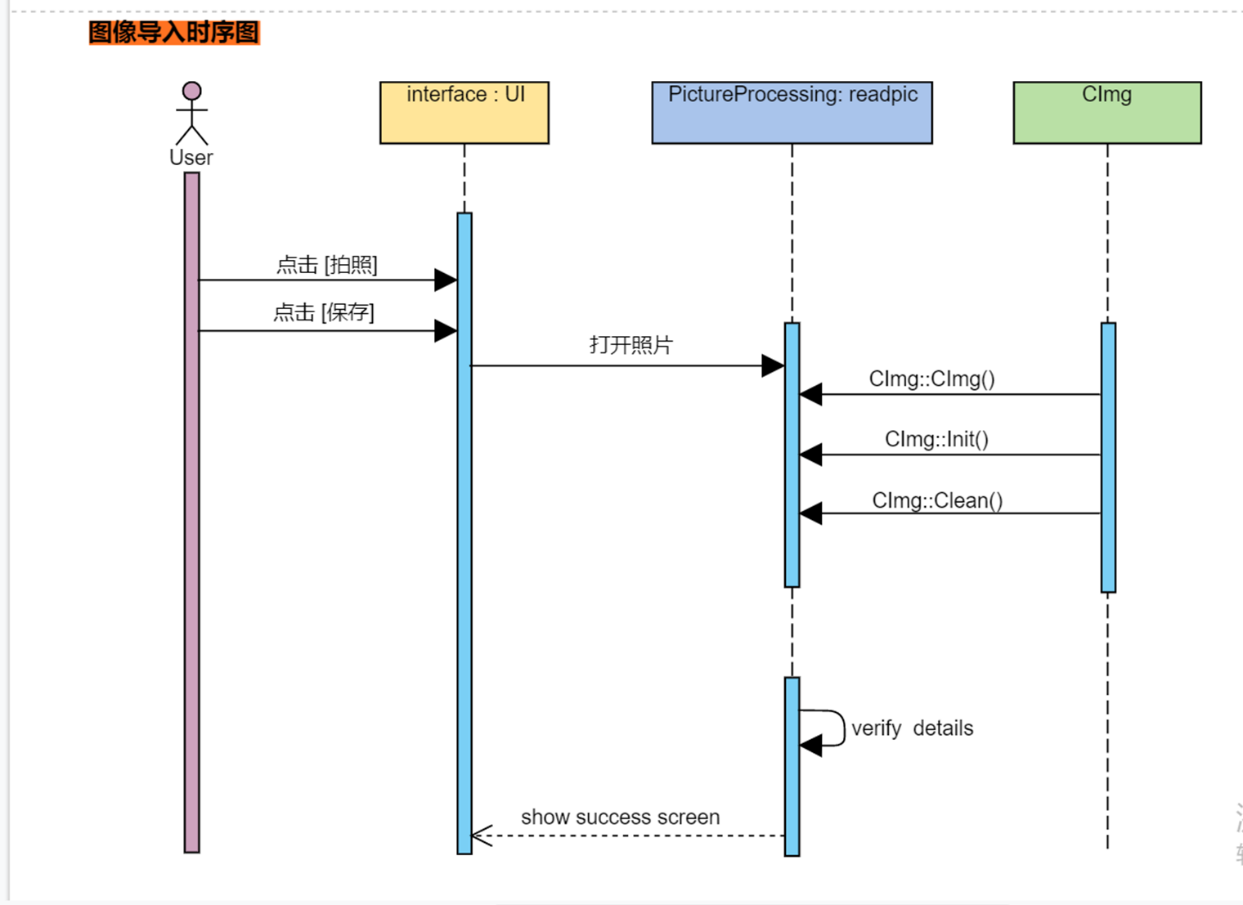 图像导入时序图
interface : UI
PictureProcessing: readpic
CImg
User
点击 [拍照]
点击 [保存]
打开照片
CImg::CImg()
CImg::Init()
CImg::Clean()
verify  details
show success screen